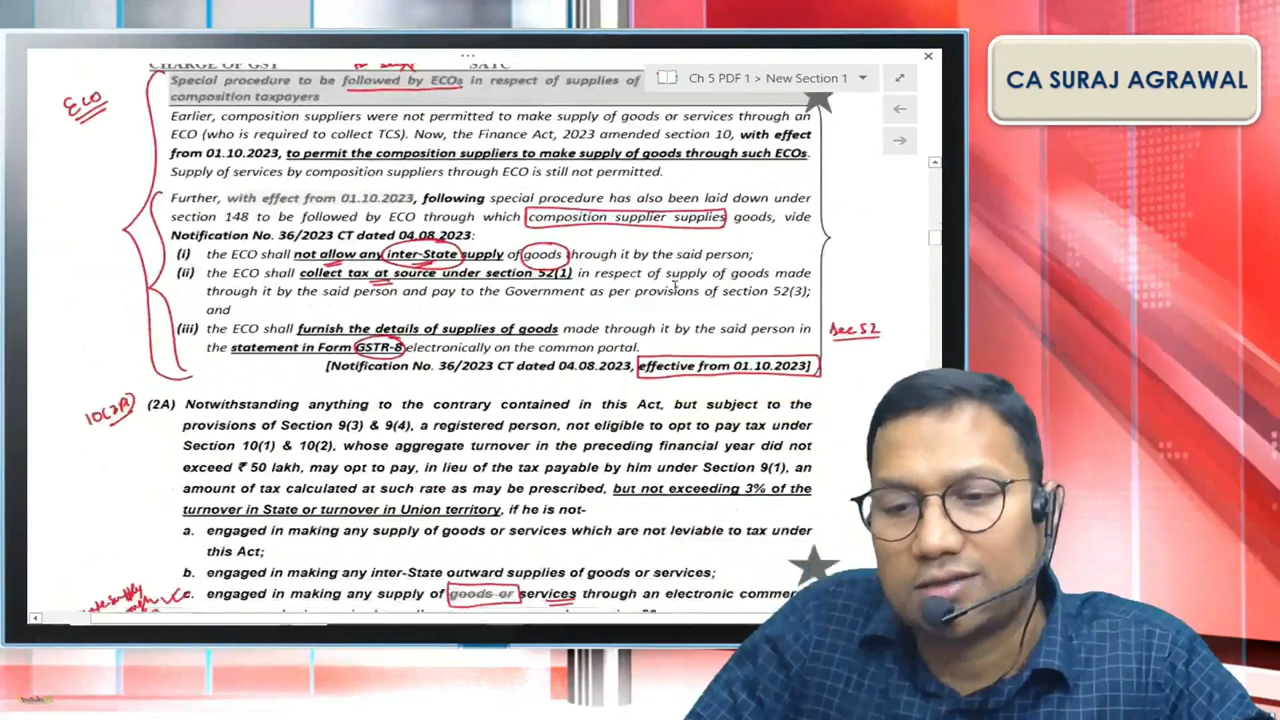 CHARGE OF GST
SATC
CA SURAJ AGRAWAL
Ch 5 PDF 1 > New Section 1
ECO
Special procedure to be followed by ECOs in respect of supplies of
composition taxpayers
Earlier, composition suppliers were not permitted to make supply of goods or services through an
ECO (who is required to collect TCS). Now, the Finance Act, 2023 amended section 10, with effect
from 01.10.2023, to permit the composition suppliers to make supply of goods through such ECOs.
Supply of services by composition suppliers through ECO is still not permitted.
Further, with effect from 01.10.2023, following special procedure has also been laid down under
section 148 to be followed by ECO through which composition supplier supplies goods, vide
Notification No. 36/2023 CT dated 04.08.2023:
(i) the ECO shall not allow any inter-State supply of goods through it by the said person;
(ii) the ECO shall collect tax at source under section 52(1) in respect of supply of goods made
through it by the said person and pay to the Government as per provisions of section 52(3);
and
(iii) the ECO shall furnish the details of supplies of goods made through it by the said person in
the statement in Form GSTR-8 electronically on the common portal.
Sec 52
[Notification No. 36/2023 CT dated 04.08.2023, effective from 01.10.2023]
10(2A)
(2A) Notwithstanding anything to the contrary contained in this Act, but subject to the
provisions of Section 9(3) & 9(4), a registered person, not eligible to opt to pay tax under
Section 10(1) & 10(2), whose aggregate turnover in the preceding financial year did not
exceed ₹ 50 lakh, may opt to pay, in lieu of the tax payable by him under Section 9(1), an
amount of tax calculated at such rate as may be prescribed, but not exceeding 3% of the
turnover in State or turnover in Union territory, if he is not-
a. engaged in making any supply of goods or services which are not leviable to tax under
this Act;
b. engaged in making any inter-State outward supplies of goods or services;
c. engaged in making any supply of goods or services through an electronic